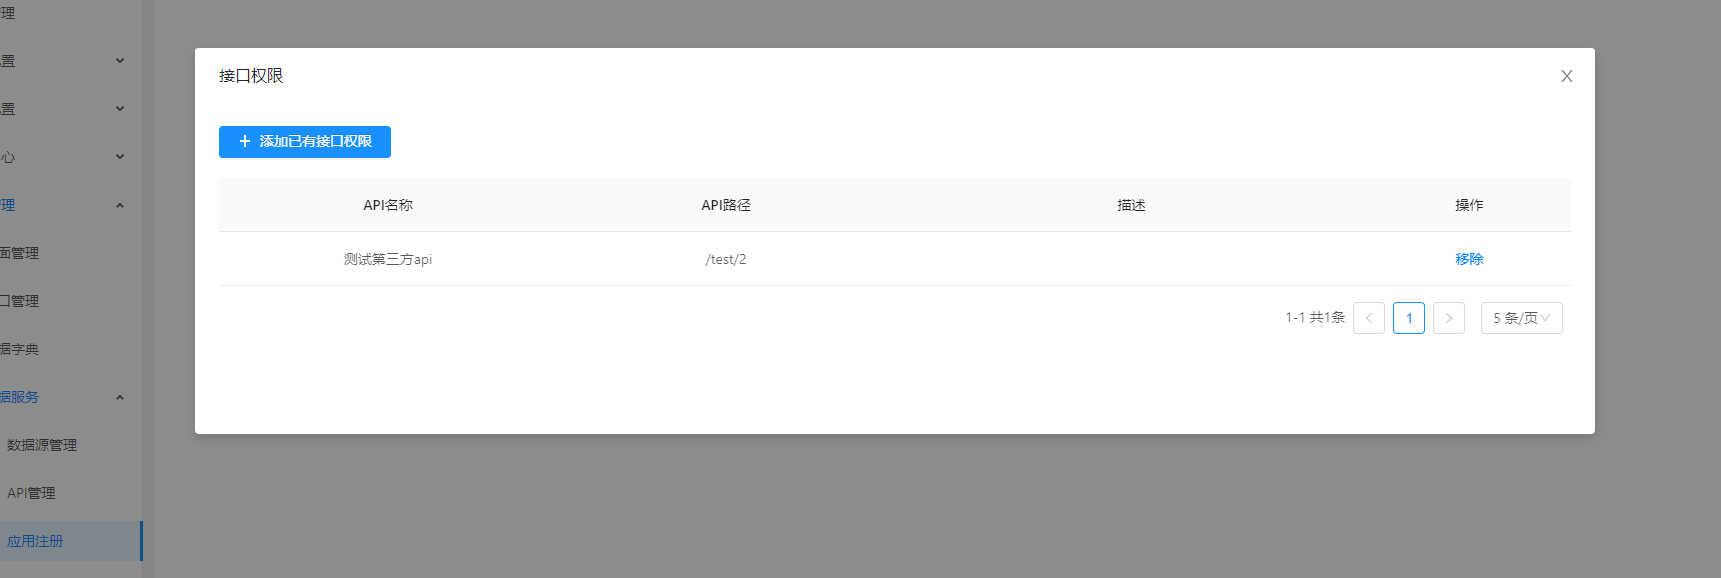 理
置
置
心
管理
面管理
口管理
据字典
据服务
数据源管理
API管理
应用注册
接口权限
添加已有接口权限
API名称 API路径 描述 操作
测试第三方api /test/2 移除
1-1 共1条 1 5 条/页